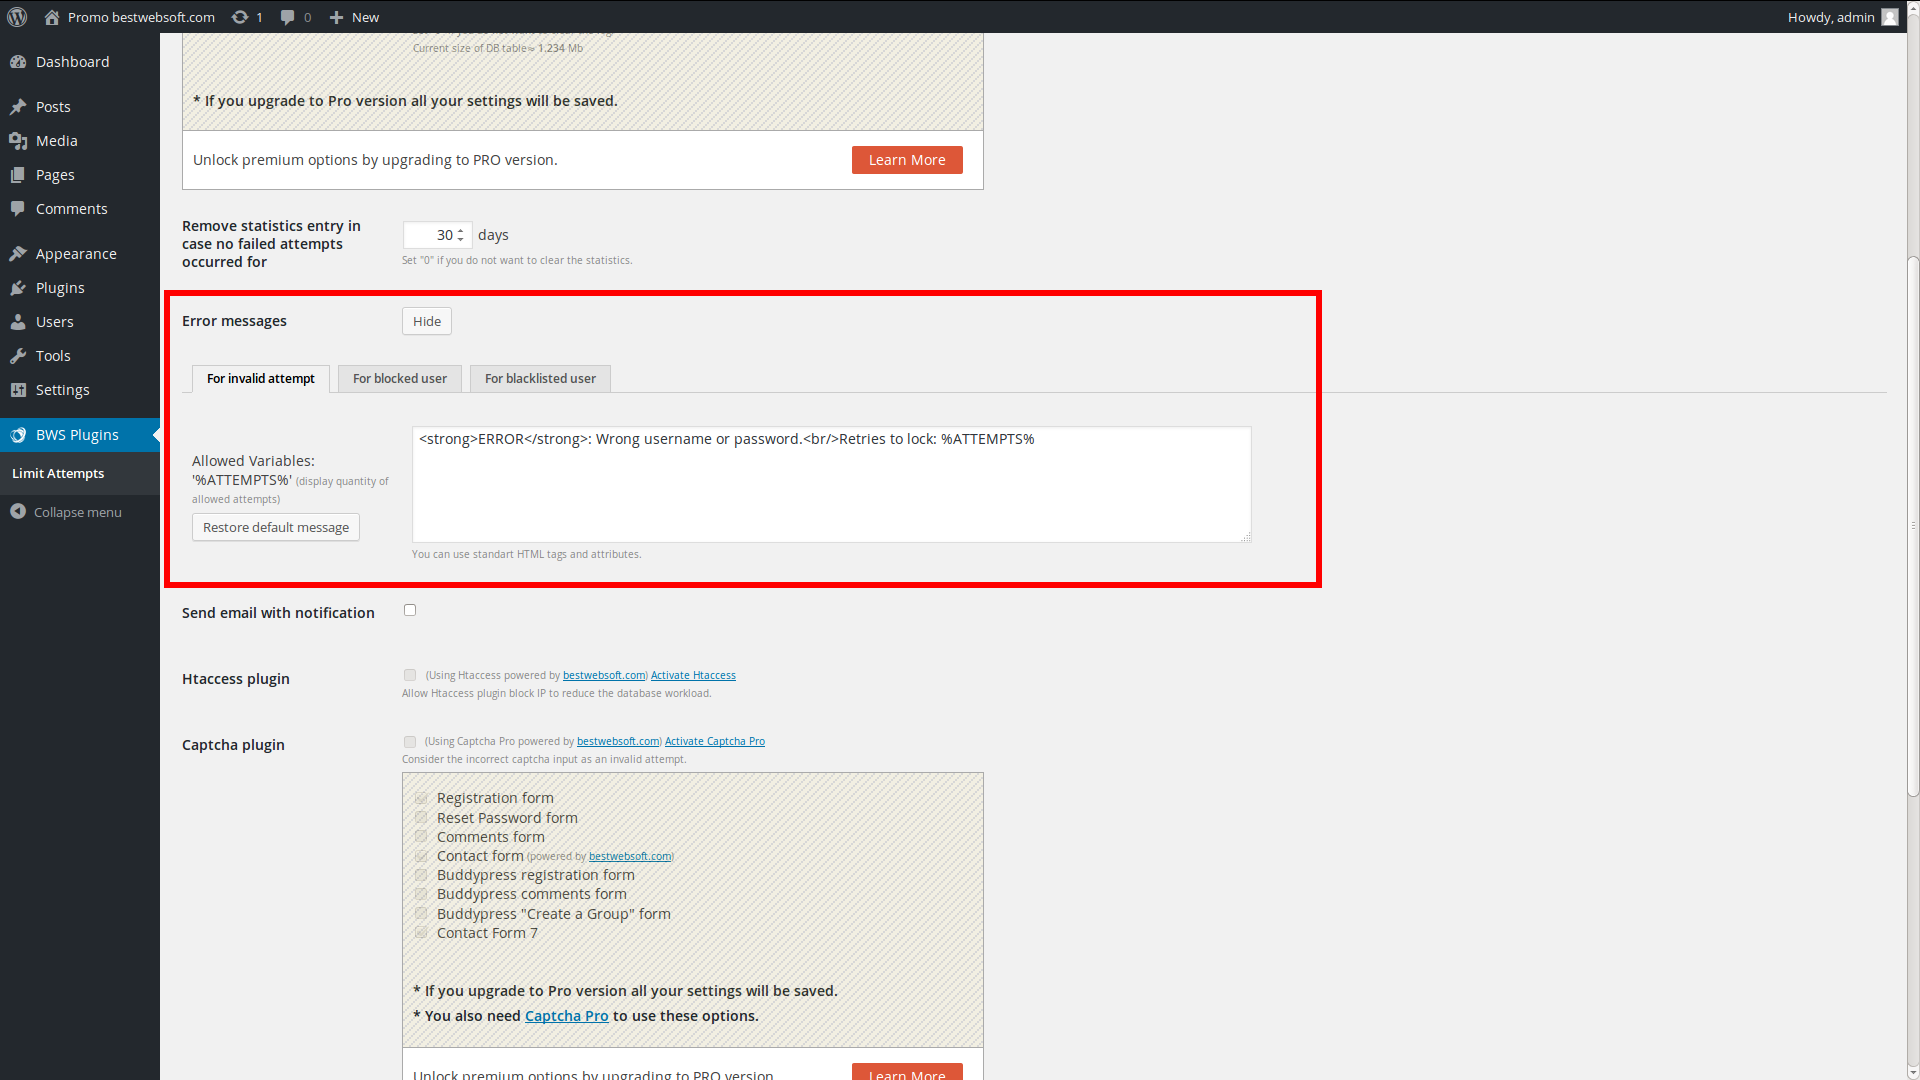 Promo bestwebsoft.com 1 0 New Howdy, admin
Dashboard
Posts
Media
Pages
Comments
Appearance
Plugins
Users
Tools
Settings
BWS Plugins
Limit Attempts
Collapse menu
Current size of DB table≈ 1.234 Mb
* If you upgrade to Pro version all your settings will be saved.
Unlock premium options by upgrading to PRO version. Learn More
Remove statistics entry in
case no failed attempts
occurred for
30 days
Set "0" if you do not want to clear the statistics.
Error messages Hide
For invalid attempt For blocked user For blacklisted user
Allowed Variables:
'%ATTEMPTS%' (display quantity of
allowed attempts)
Restore default message
<strong>ERROR</strong>: Wrong username or password.<br/>Retries to lock: %ATTEMPTS%
You can use standart HTML tags and attributes.
Send email with notification
Htaccess plugin (Using Htaccess powered by bestwebsoft.com) Activate Htaccess
Allow Htaccess plugin block IP to reduce the database workload.
Captcha plugin (Using Captcha Pro powered by bestwebsoft.com) Activate Captcha Pro
Consider the incorrect captcha input as an invalid attempt.
Registration form
Reset Password form
Comments form
Contact form (powered by bestwebsoft.com)
Buddypress registration form
Buddypress comments form
Buddypress "Create a Group" form
Contact Form 7
* If you upgrade to Pro version all your settings will be saved.
* You also need Captcha Pro to use these options.
Unlock premium options by upgrading to PRO version. Learn More